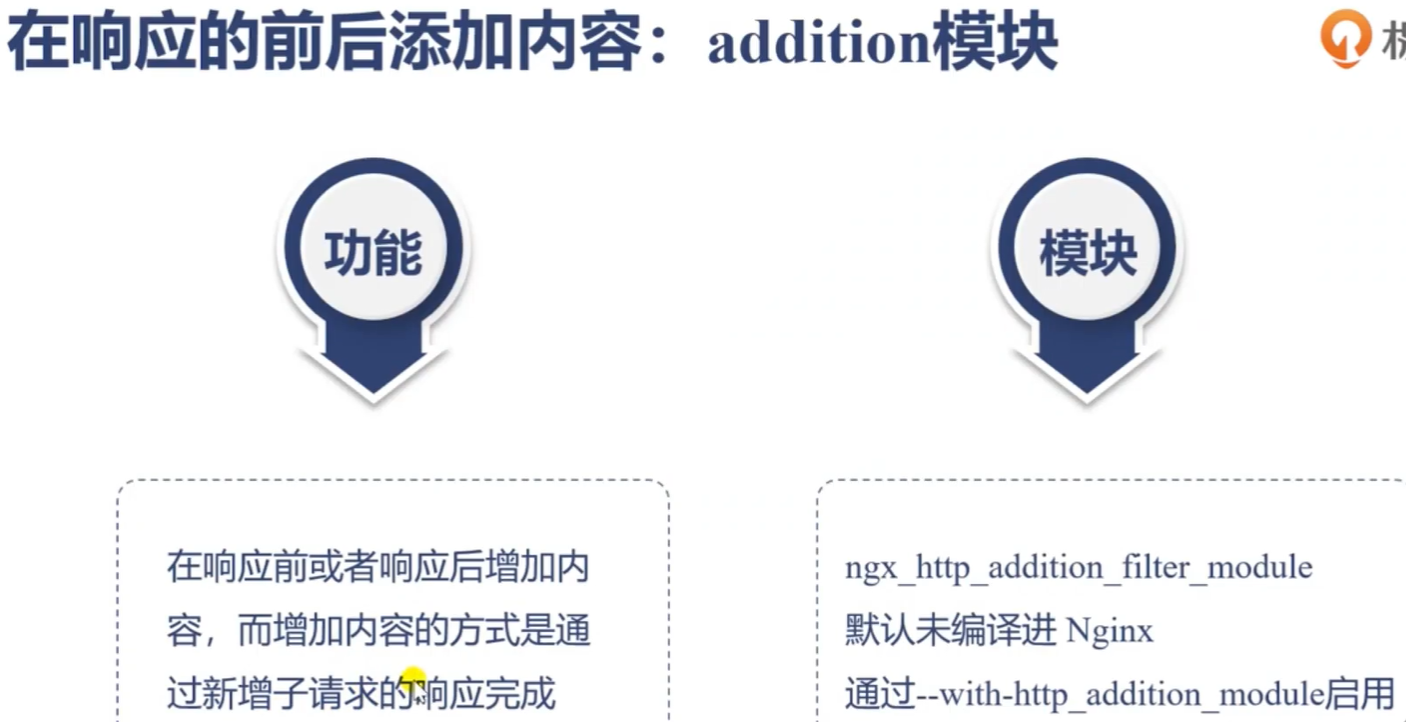 在响应的前后添加内容：addition模块
功能
模块
在响应前或者响应后增加内
容，而增加内容的方式是通
过新增子请求的响应完成
ngx_http_addition_filter_module
默认未编译进 Nginx
通过--with-http_addition_module启用